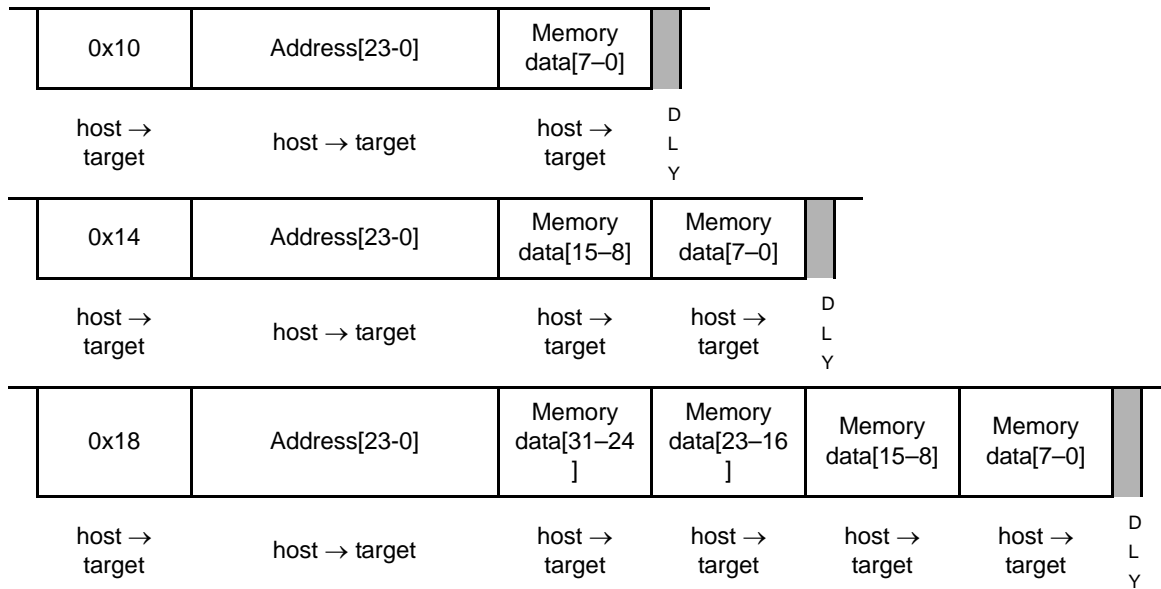 0x10 Address[23-0] Memory
data[7–0]
host →
target host → target host →
target D
L
Y
0x14 Address[23-0] Memory
data[15–8] Memory
data[7–0]
host →
target host → target host →
target host →
target D
L
Y
0x18 Address[23-0] Memory
data[31–24
] Memory
data[23–16
] Memory
data[15–8] Memory
data[7–0]
host →
target host → target host →
target host →
target host →
target host →
target D
L
Y